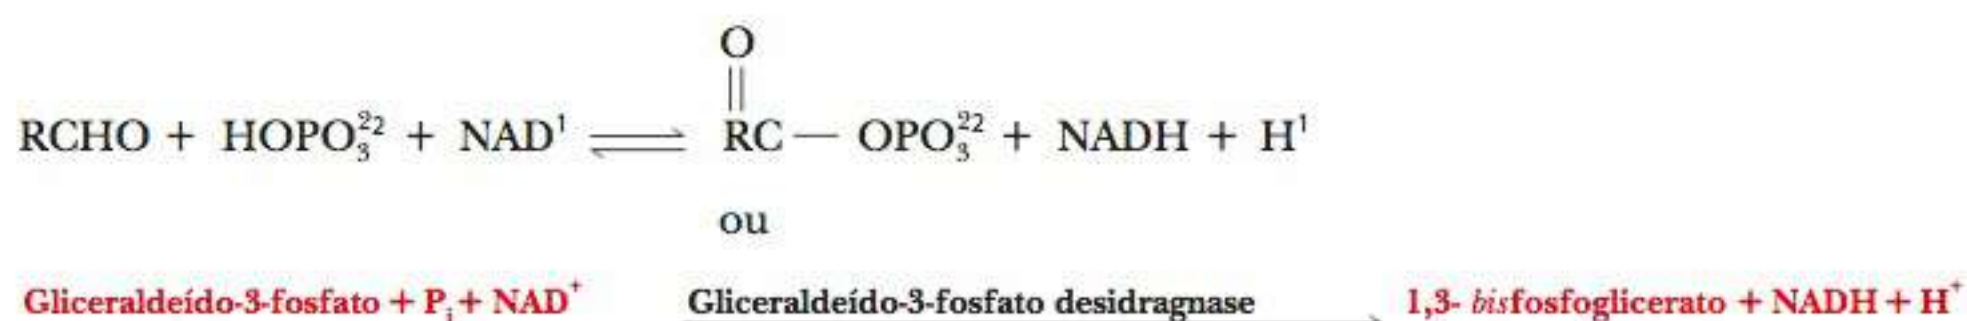 O
RCHO + HOPO₃²² + NAD¹ ⇌ RC — OPO₃²² + NADH + H¹
ou
Gliceraldeído-3-fosfato + Pᵢ + NAD⁺ Gliceraldeído-3-fosfato desidragnase → 1,3- bisfosfoglicerato + NADH + H⁺